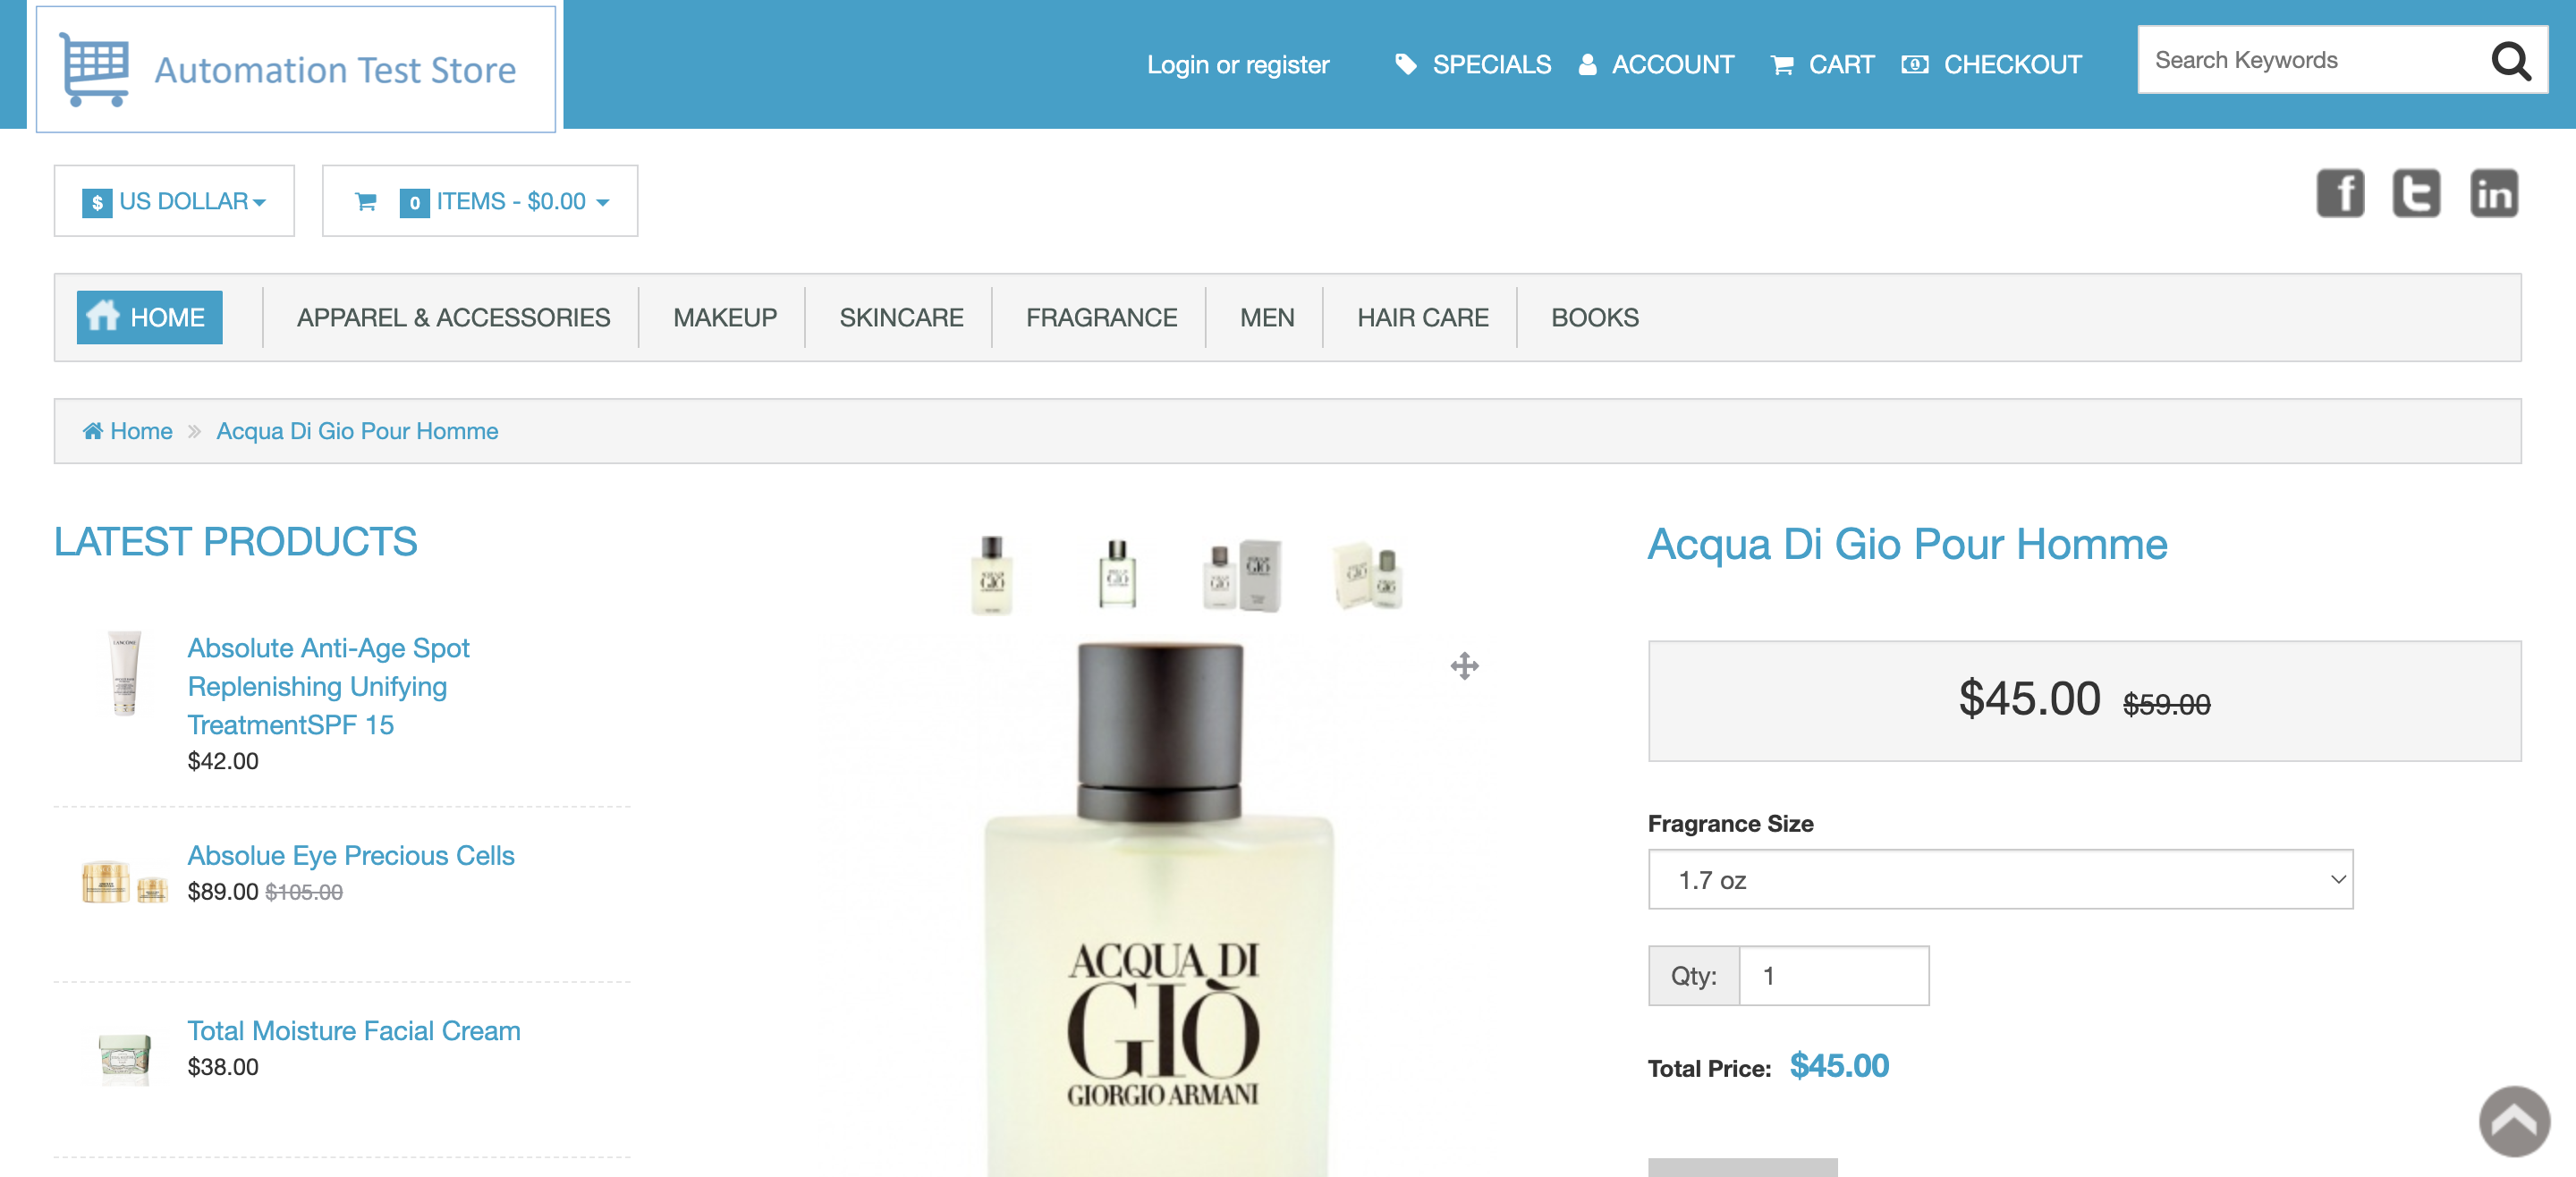 Automation Test Store
Login or register
SPECIALS
ACCOUNT
CART
CHECKOUT
Search Keywords
$ US DOLLAR
0 ITEMS - $0.00
f t in
HOME
APPAREL & ACCESSORIES
MAKEUP
SKINCARE
FRAGRANCE
MEN
HAIR CARE
BOOKS
Home » Acqua Di Gio Pour Homme
LATEST PRODUCTS
Absolute Anti-Age Spot
Replenishing Unifying
TreatmentSPF 15
$42.00
Absolue Eye Precious Cells
$89.00 $105.00
Total Moisture Facial Cream
$38.00
ACQUA DI
GIÒ
GIORGIO ARMANI
Acqua Di Gio Pour Homme
$45.00 $59.00
Fragrance Size
1.7 oz
Qty: 1
Total Price: $45.00